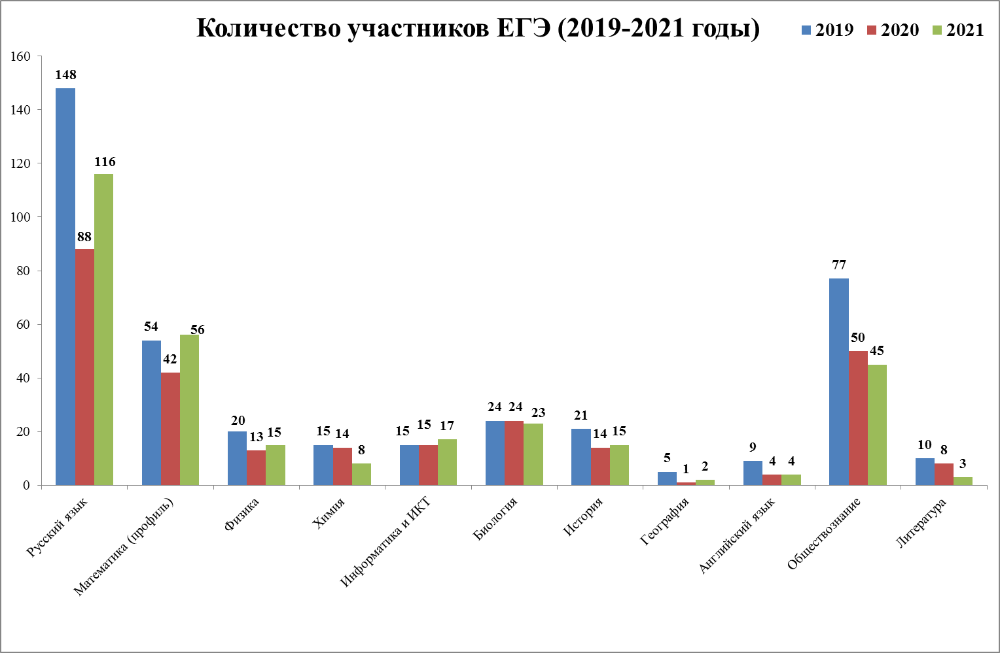 Количество участников ЕГЭ (2019-2021 годы)
2019 2020 2021
160
140
120
100
80
60
40
20
0
148 88 116
54 42 56
20 13 15
15 14 8
15 15 17
24 24 23
21 14 15
5 1 2
9 4 4
77 50 45
10 8 3
Русский язык
Математика (профиль)
Физика
Химия
Информатика и ИКТ
Биология
История
География
Английский язык
Обществознание
Литература